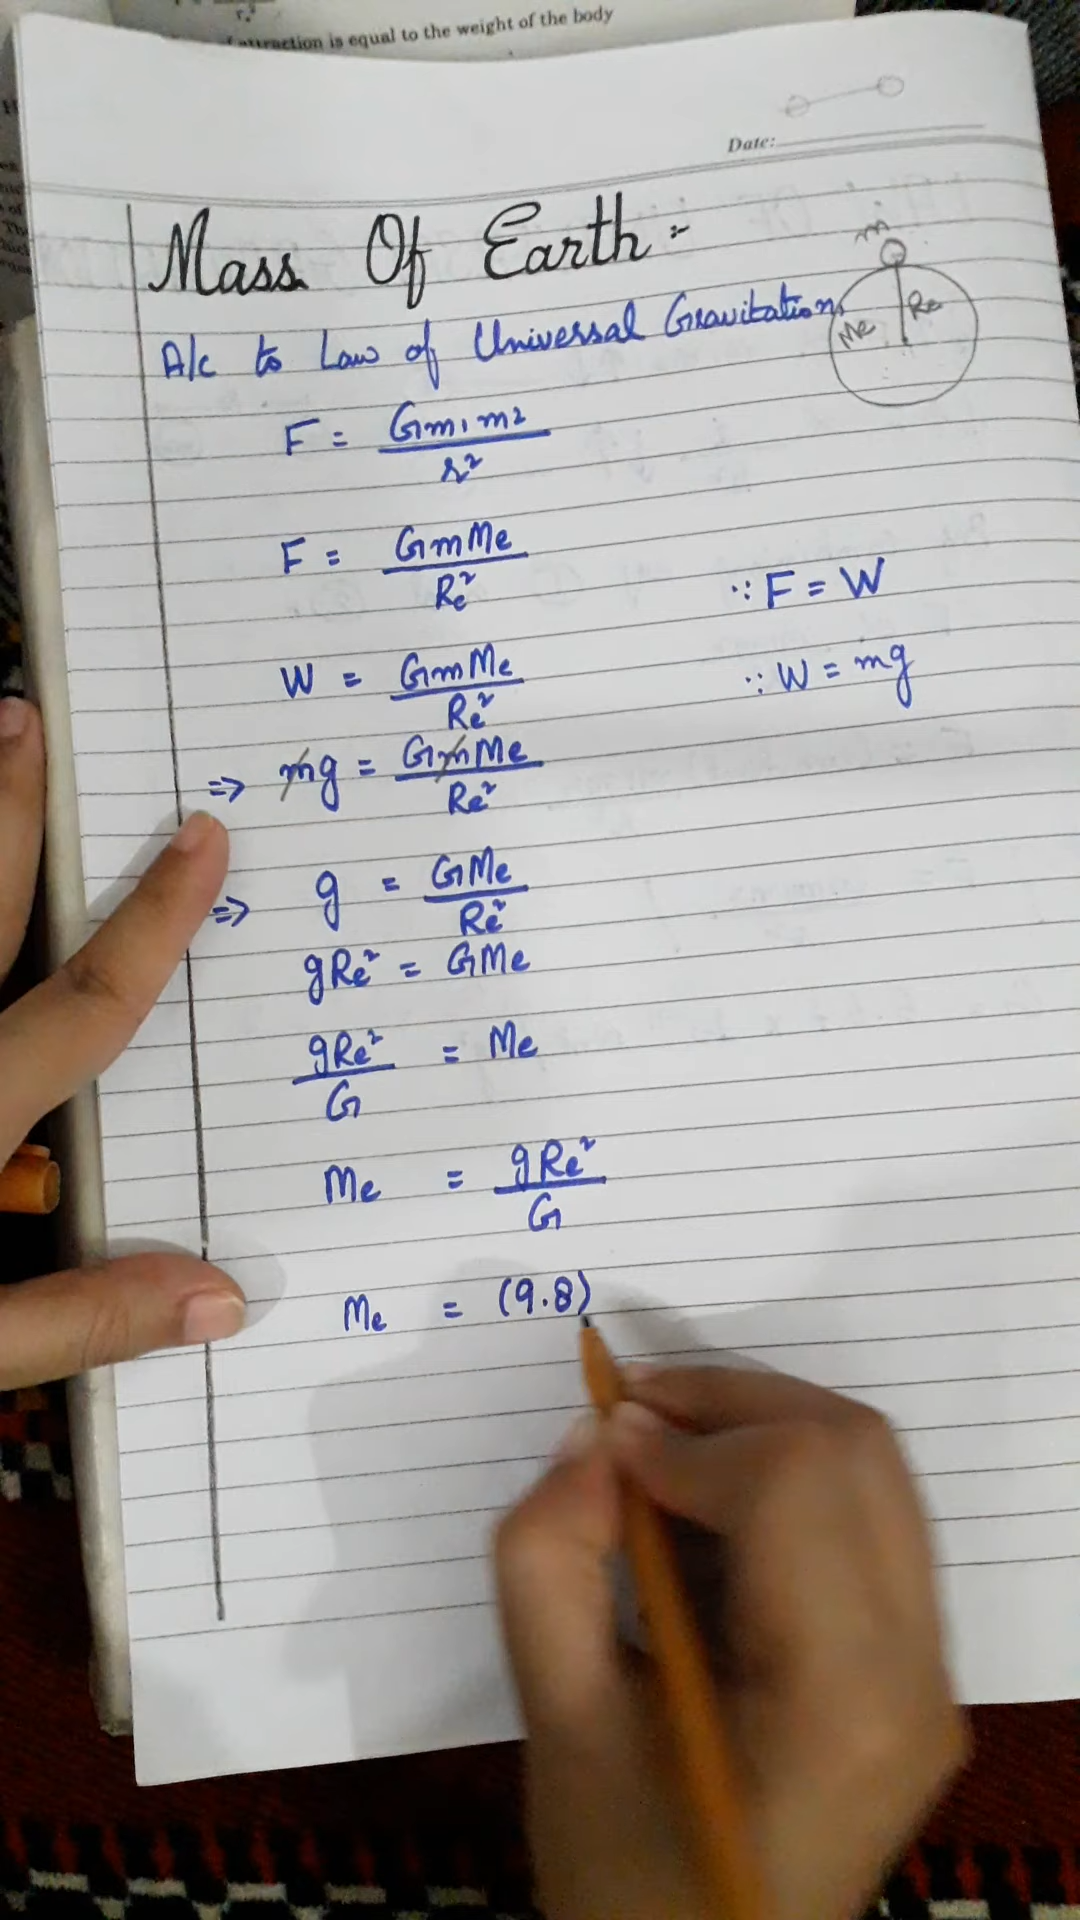 attraction is equal to the weight of the body
Date:
Mass Of Earth :-
m
Me
Re
A/c to Law of Universal Gravitation,
F = Gm1m2 / r²
F = GmMe / Re²
∵ F = W
W = GmMe / Re²
∵ W = mg
⇒ mg = GmMe / Re²
⇒ g = GMe / Re²
gRe² = GMe
gRe² / G = Me
Me = gRe² / G
Me = (9.8)